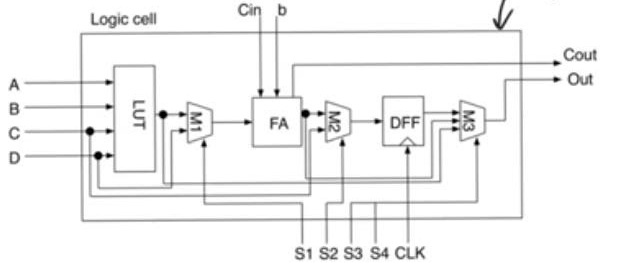 Cin b
Logic cell
Cout
A
Out
B
LUT
M1
FA
M2
DFF
M3
C
D
S1 S2 S3 S4 CLK